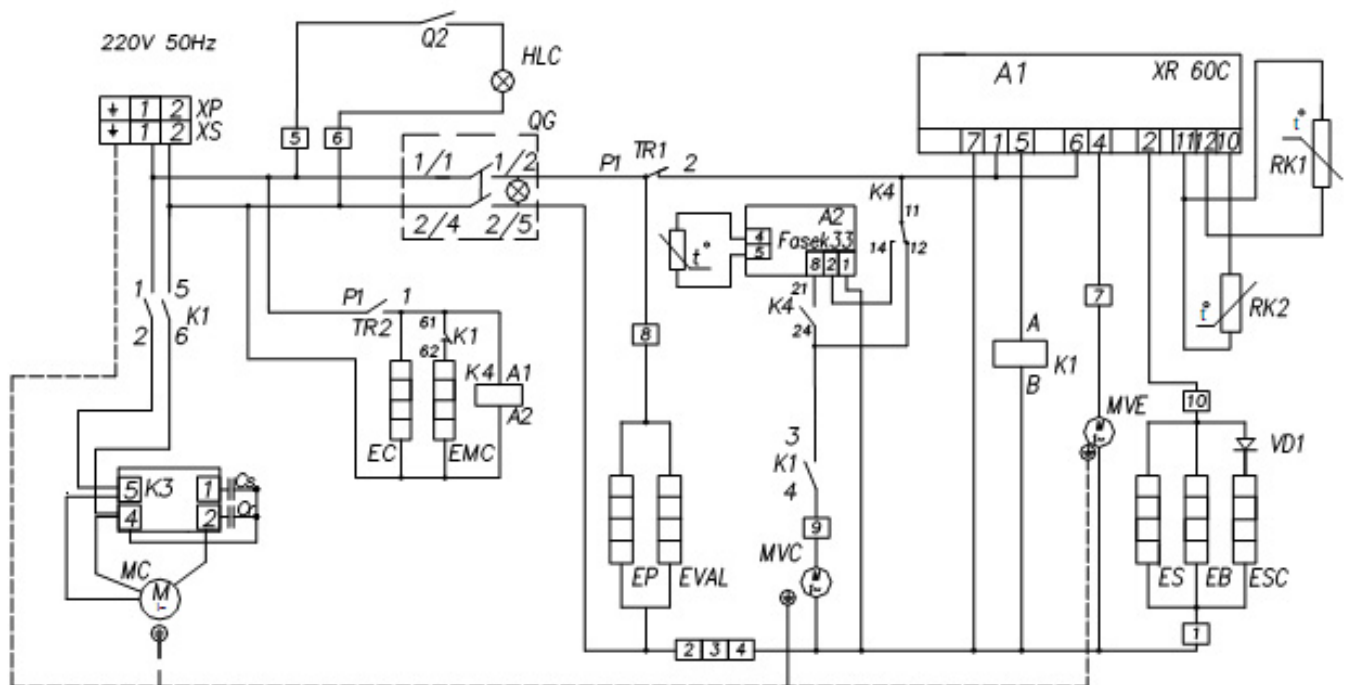 220V 50Hz
Q2
HLC
1 2 XP
1 2 XS
5 6
QG
1/1 1/2
2/4 2/5
P1 TR1 2
A1 XR 60C
7 1 5 6 4 2 11 12 10
RK1
RK2
K4
11
14 12
A2
Fasek33
4
5
t°
8 2 1
21
K4
24
t°
t°
1 5
K1
2 6
P1 1
TR2
61
K1
62
K4 A1
A2
EC EMC
8
7
A
K1
B
10
MVE
VD1
5 K3 1 Cs
4 2 Cr
MC
M
1~
3
K1
4
9
MVC
M
~
M
~
EP EVAL
ES EB ESC
2 3 4
1